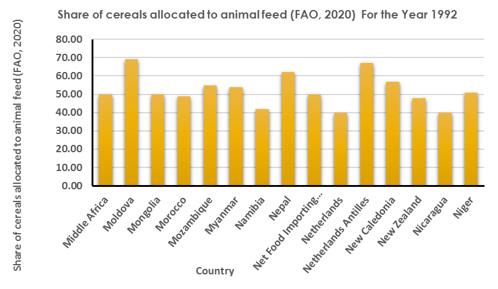 Share of cereals allocated to animal feed (FAO, 2020)  For the Year 1992
Share of cereals allocated to animal feed (FAO, 2020)
80.00
70.00
60.00
50.00
40.00
30.00
20.00
10.00
0.00
Middle Africa
Moldova
Mongolia
Morocco
Mozambique
Myanmar
Namibia
Nepal
Net Food Importing...
Netherlands
Netherlands Antilles
New Caledonia
New Zealand
Nicaragua
Niger
Country